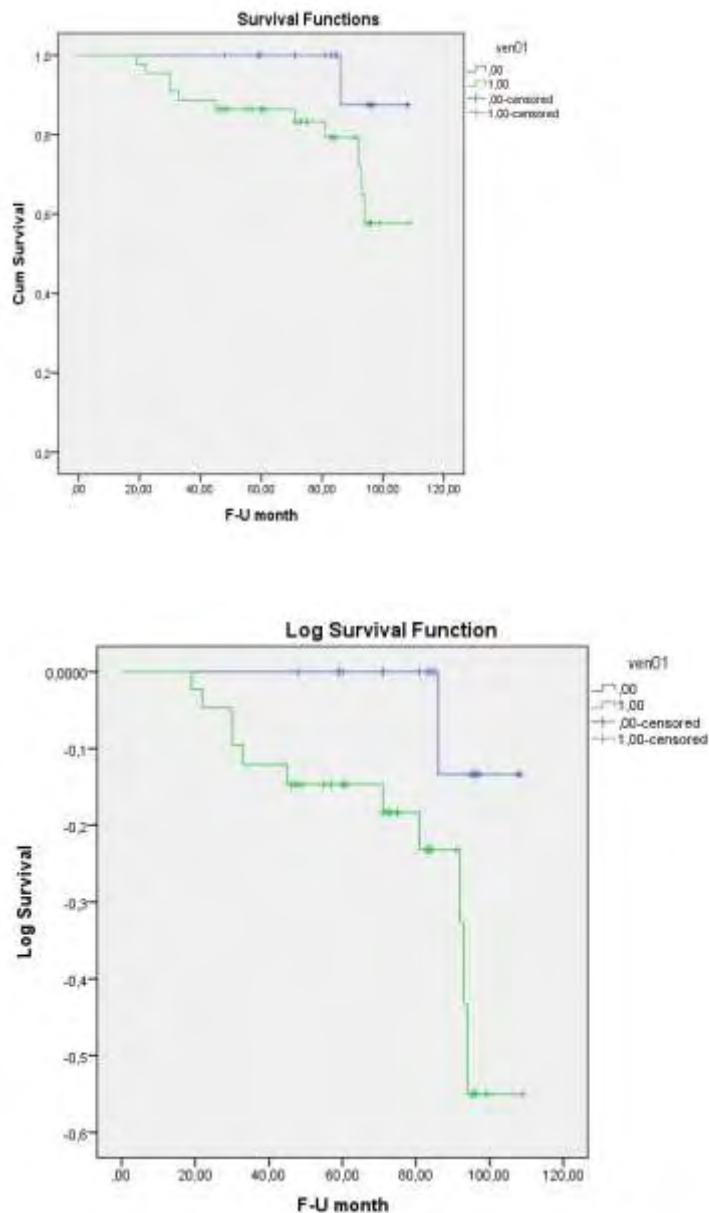 Survival Functions
ven01
,00
1,00
,00-censored
1,00-censored
1,0
0,8
0,6
0,4
0,2
0,0
Cum Survival
,00 20,00 40,00 60,00 80,00 100,00 120,00
F-U month
Log Survival Function
ven01
,00
1,00
,00-censored
1,00-censored
0,0000
-0,1
-0,2
-0,3
-0,4
-0,5
-0,6
Log Survival
,00 20,00 40,00 60,00 80,00 100,00 120,00
F-U month